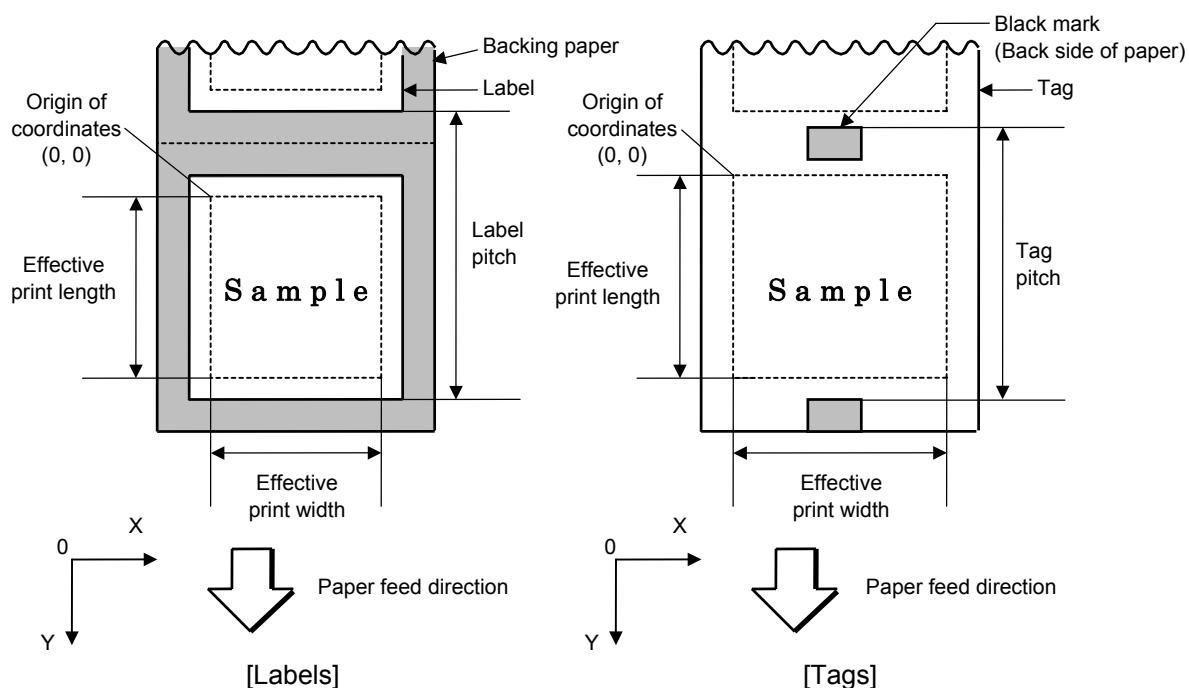 Backing paper
Label
Origin of
coordinates
(0, 0)
Label
pitch
Effective
print length
Sample
Effective
print width
0
X
Y
Paper feed direction
[Labels]
Black mark
(Back side of paper)
Tag
Origin of
coordinates
(0, 0)
Tag
pitch
Effective
print length
Sample
Effective
print width
0
X
Y
Paper feed direction
[Tags]